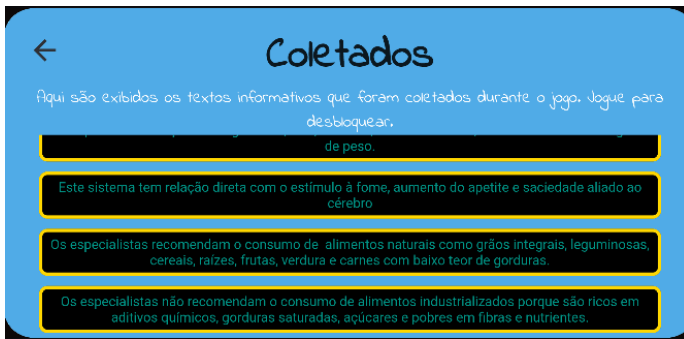 Coletados
Aqui são exibidos os textos informativos que foram coletados durante o jogo. Jogue para
desbloquear.
de peso.
Este sistema tem relação direta com o estímulo à fome, aumento do apetite e saciedade aliado ao
cérebro
Os especialistas recomendam o consumo de  alimentos naturais como grãos integrais, leguminosas,
cereais, raízes, frutas, verdura e carnes com baixo teor de gorduras.
Os especialistas não recomendam o consumo de alimentos industrializados porque são ricos em
aditivos químicos, gorduras saturadas, açúcares e pobres em fibras e nutrientes.